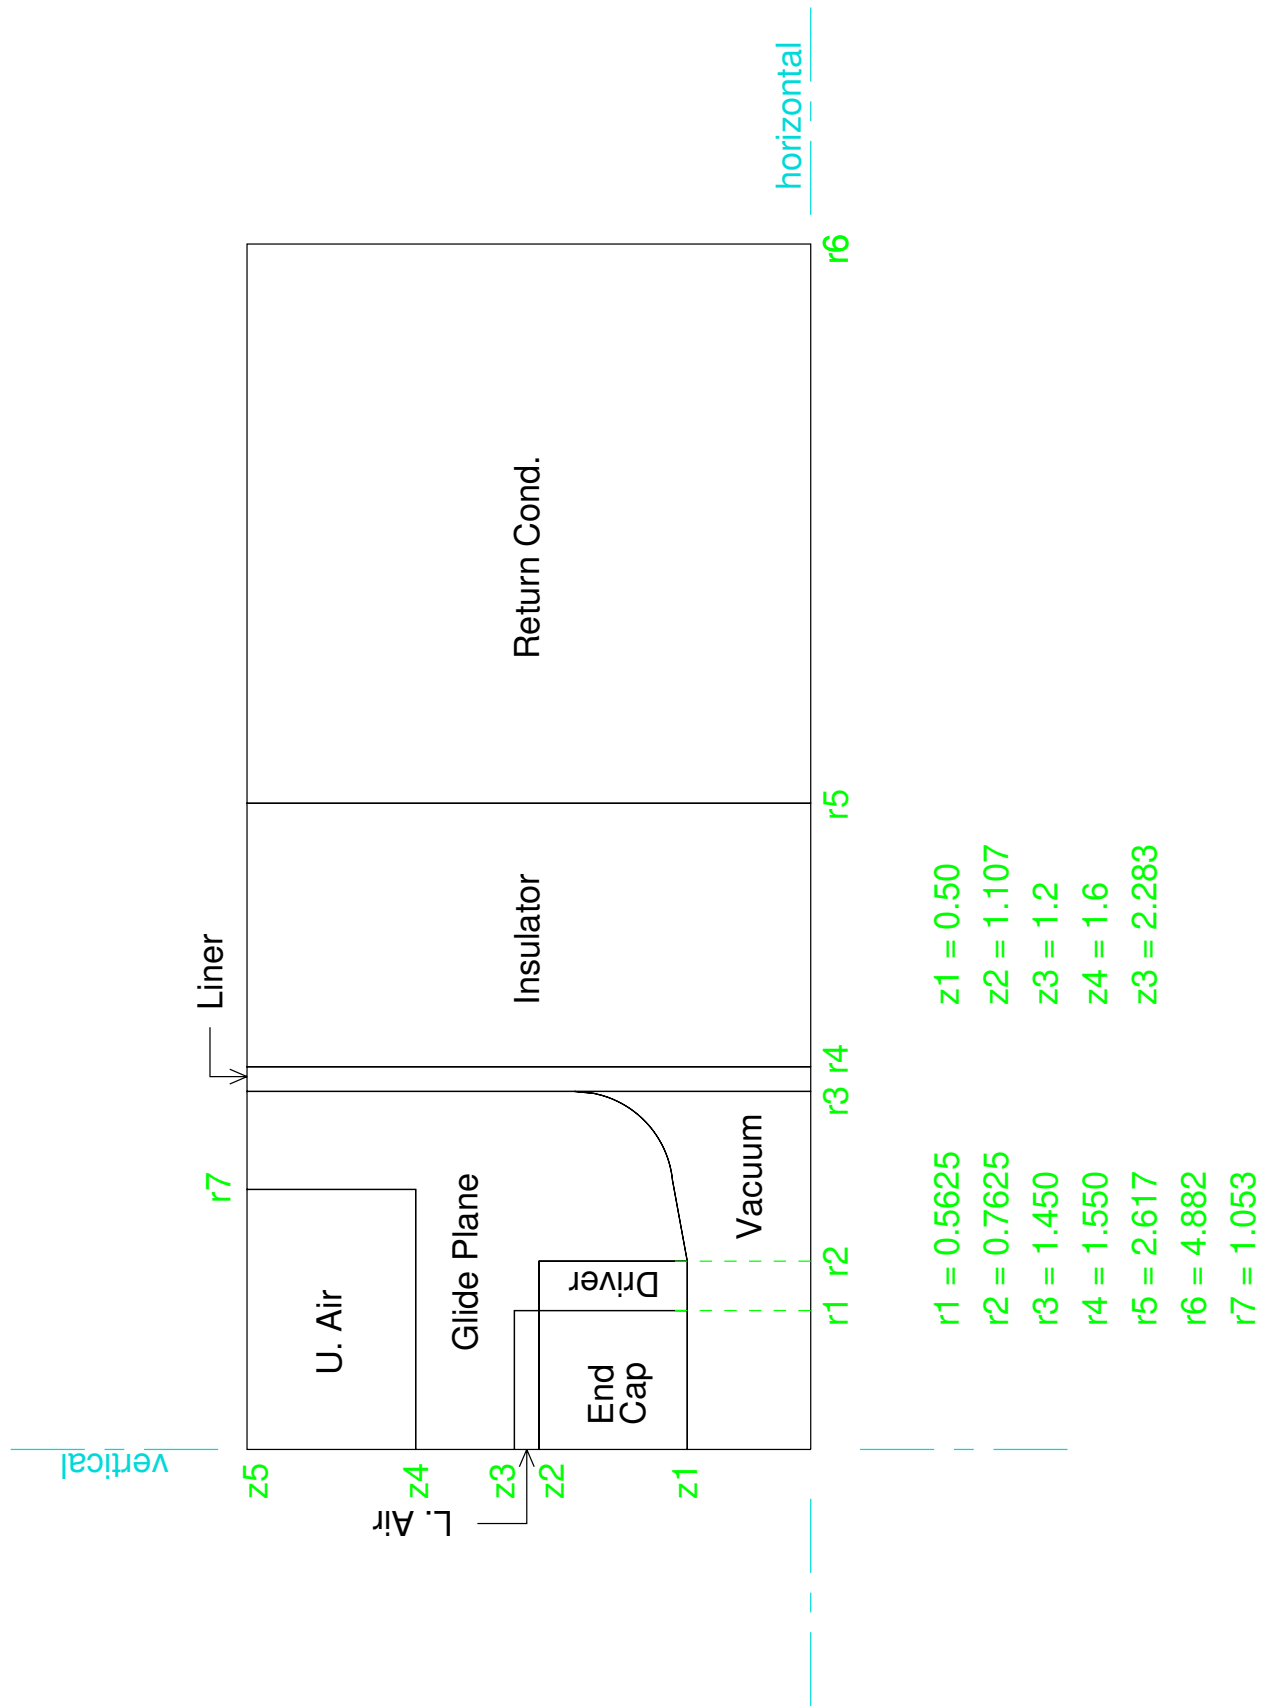 vertical
horizontal
Liner
r7
U. Air
Glide Plane
Insulator
Return Cond.
z5
z4
z3
z2
z1
L. Air
End
Cap
Driver
Vacuum
r1
r2
r3
r4
r5
r6
r1 = 0.5625
r2 = 0.7625
r3 = 1.450
r4 = 1.550
r5 = 2.617
r6 = 4.882
r7 = 1.053
z1 = 0.50
z2 = 1.107
z3 = 1.2
z4 = 1.6
z3 = 2.283